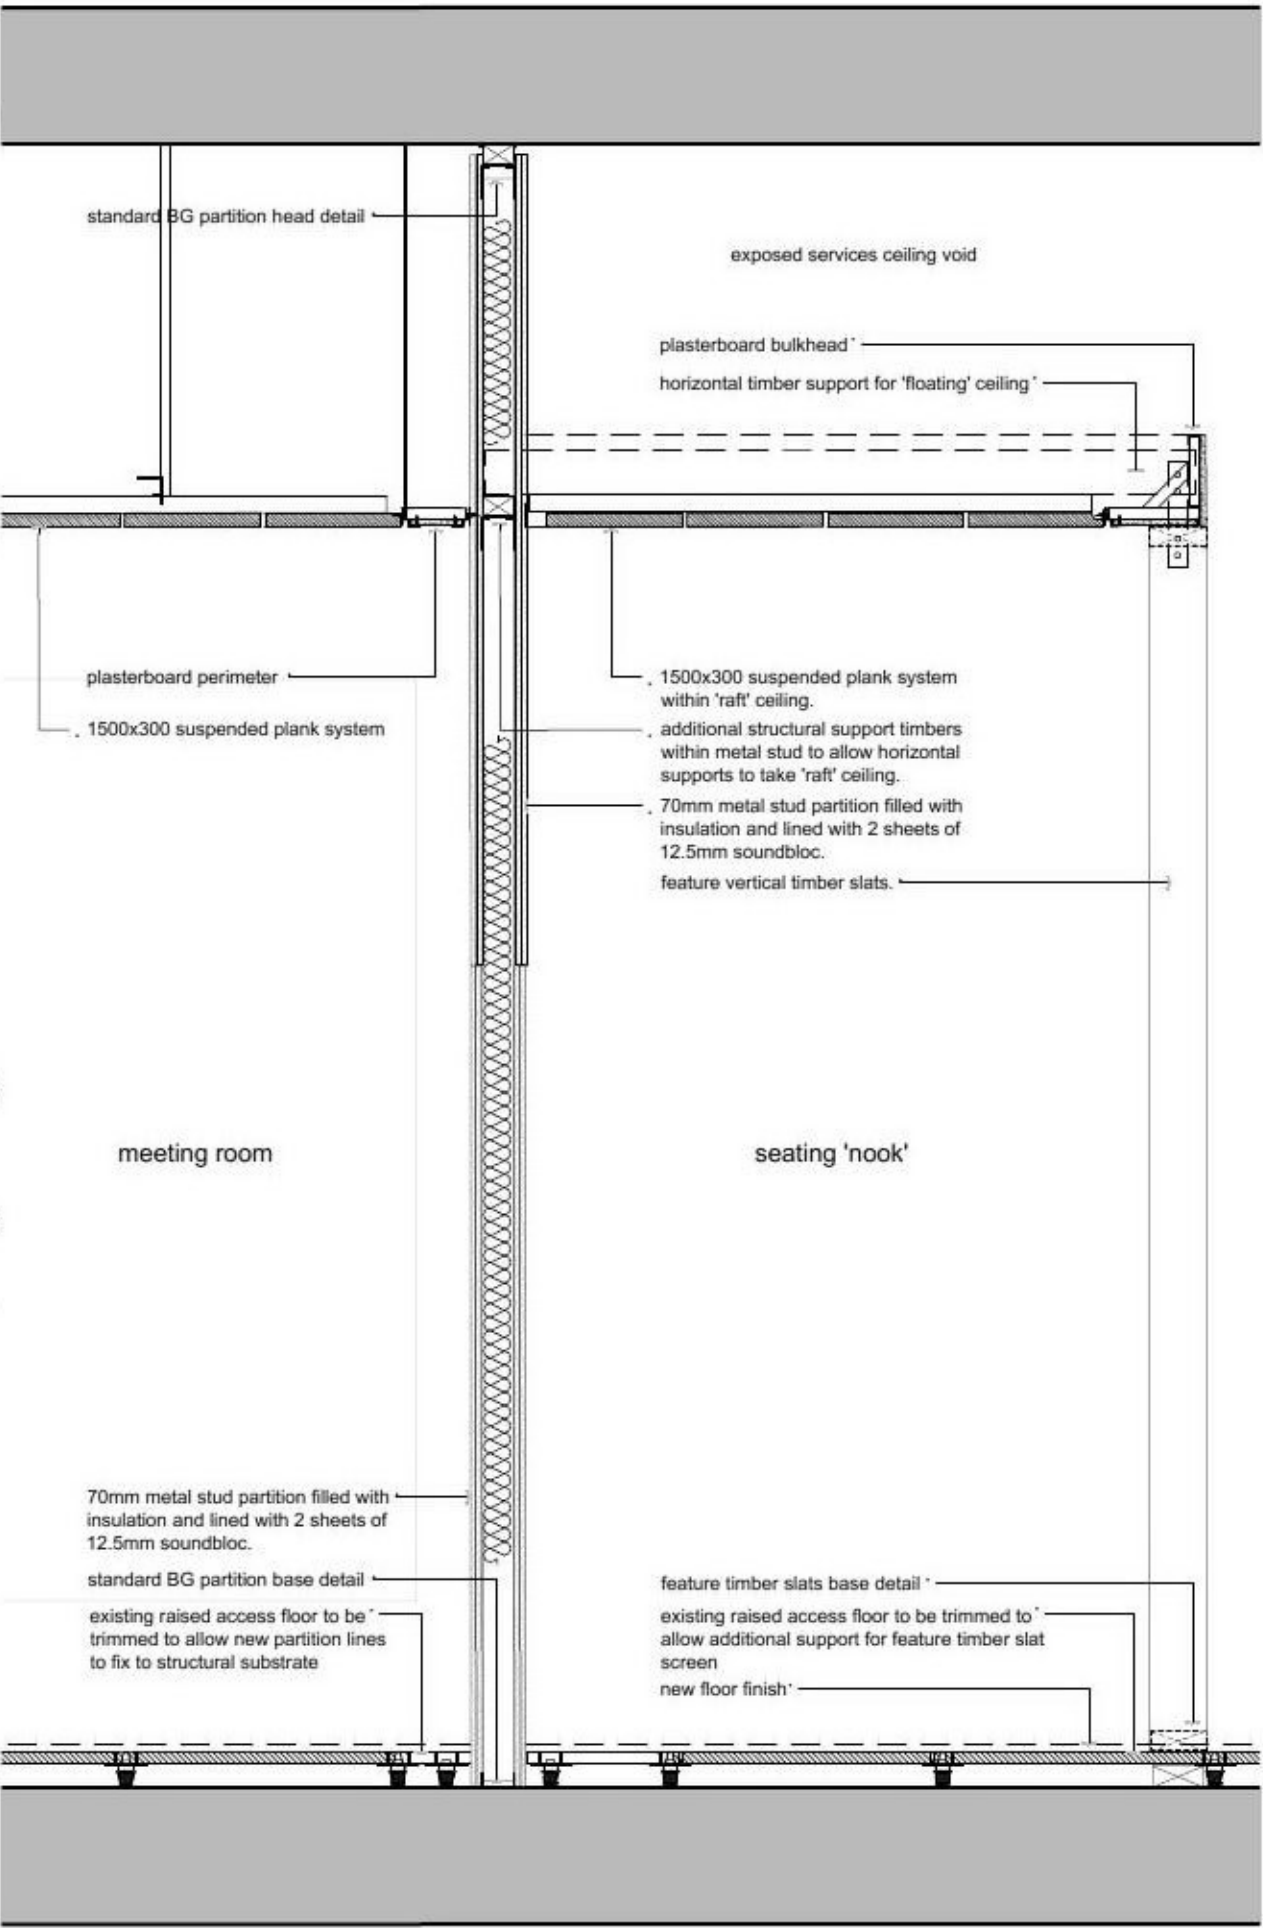 standard BG partition head detail
exposed services ceiling void
plasterboard bulkhead
horizontal timber support for 'floating' ceiling
plasterboard perimeter
1500x300 suspended plank system
1500x300 suspended plank system
within 'raft' ceiling.
additional structural support timbers
within metal stud to allow horizontal
supports to take 'raft' ceiling.
70mm metal stud partition filled with
insulation and lined with 2 sheets of
12.5mm soundbloc.
feature vertical timber slats.
meeting room
seating 'nook'
70mm metal stud partition filled with
insulation and lined with 2 sheets of
12.5mm soundbloc.
standard BG partition base detail
existing raised access floor to be
trimmed to allow new partition lines
to fix to structural substrate
feature timber slats base detail
existing raised access floor to be trimmed to
allow additional support for feature timber slat
screen
new floor finish